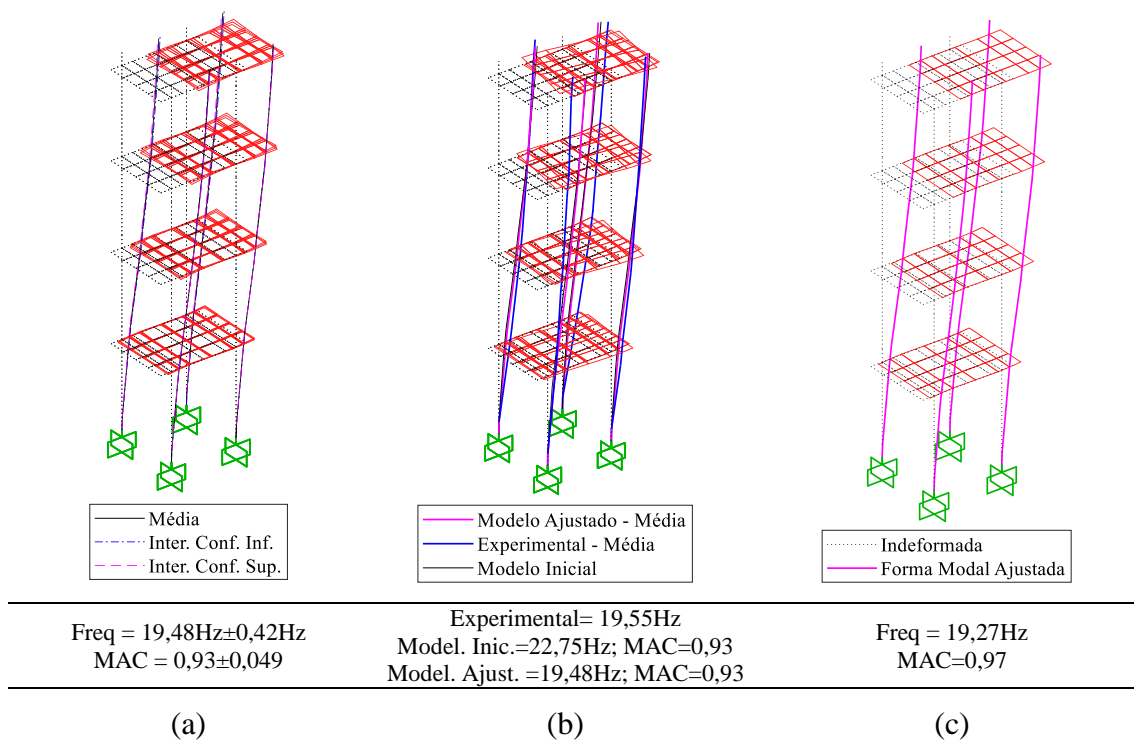 Média
Inter. Conf. Inf.
Inter. Conf. Sup.
Modelo Ajustado - Média
Experimental - Média
Modelo Inicial
Indeformada
Forma Modal Ajustada
Freq = 19,48Hz±0,42Hz
MAC = 0,93±0,049
Experimental= 19,55Hz
Model. Inic.=22,75Hz; MAC=0,93
Model. Ajust. =19,48Hz; MAC=0,93
Freq = 19,27Hz
MAC=0,97
(a)
(b)
(c)